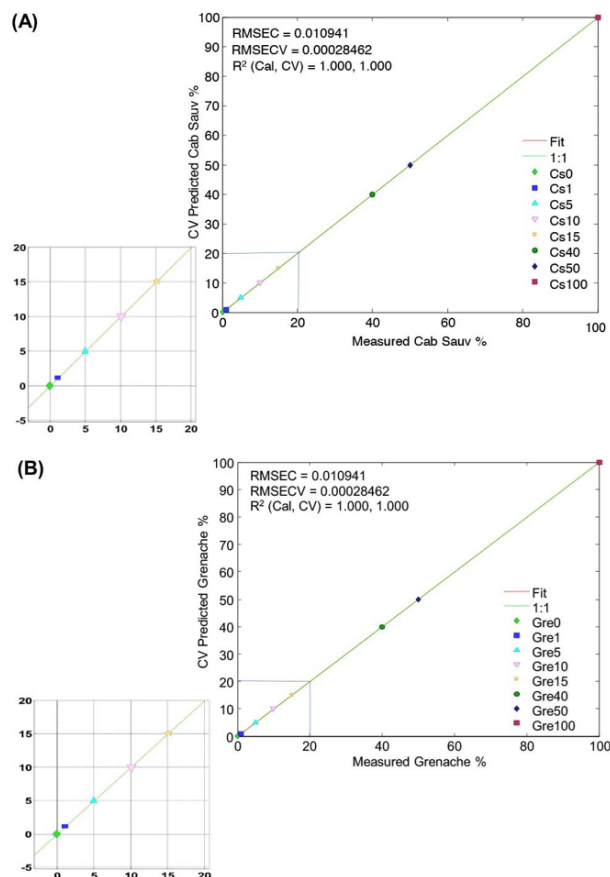 (A)
RMSEC = 0.010941
RMSECV = 0.00028462
R² (Cal, CV) = 1.000, 1.000
CV Predicted Cab Sauv %
100
90
80
70
60
50
40
30
20
10
0
0
20
40
60
80
100
Measured Cab Sauv %
Fit
1:1
Cs0
Cs1
Cs5
Cs10
Cs15
Cs40
Cs50
Cs100
20
15
10
5
0
-5
0
5
10
15
20
(B)
RMSEC = 0.010941
RMSECV = 0.00028462
R² (Cal, CV) = 1.000, 1.000
CV Predicted Grenache %
100
90
80
70
60
50
40
30
20
10
0
0
20
40
60
80
100
Measured Grenache %
Fit
1:1
Gre0
Gre1
Gre5
Gre10
Gre15
Gre40
Gre50
Gre100
20
15
10
5
0
-5
0
5
10
15
20